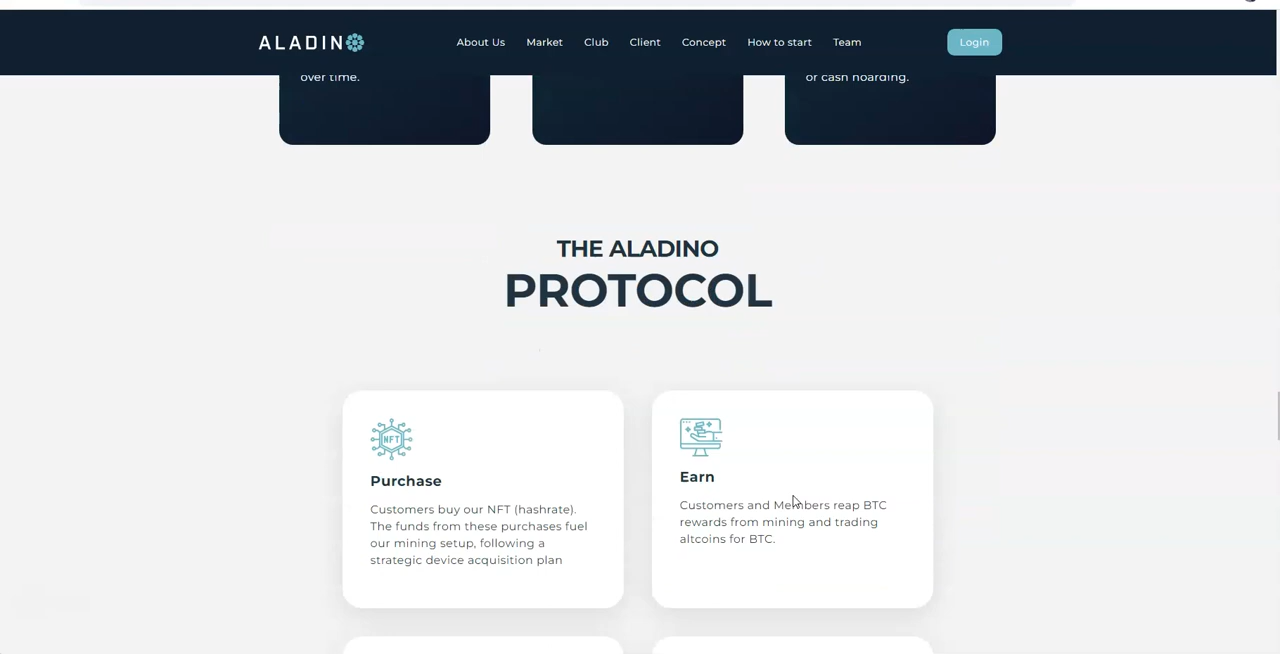 ALADINO
About Us
Market
Club
Client
Concept
How to start
Team
Login
over time.
or cash hoarding.
THE ALADINO
PROTOCOL
NFT
Purchase
Customers buy our NFT (hashrate).
The funds from these purchases fuel
our mining setup, following a
strategic device acquisition plan
Earn
Customers and Members reap BTC
rewards from mining and trading
altcoins for BTC.